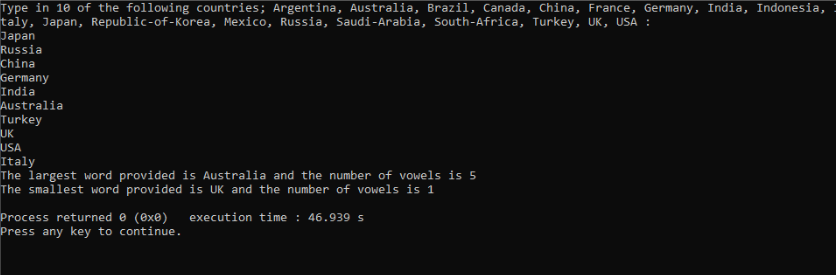 Type in 10 of the following countries; Argentina, Australia, Brazil, Canada, China, France, Germany, India, Indonesia, I
taly, Japan, Republic-of-Korea, Mexico, Russia, Saudi-Arabia, South-Africa, Turkey, UK, USA :
Japan
Russia
China
Germany
India
Australia
Turkey
UK
USA
Italy
The largest word provided is Australia and the number of vowels is 5
The smallest word provided is UK and the number of vowels is 1
Process returned 0 (0x0)   execution time : 46.939 s
Press any key to continue.